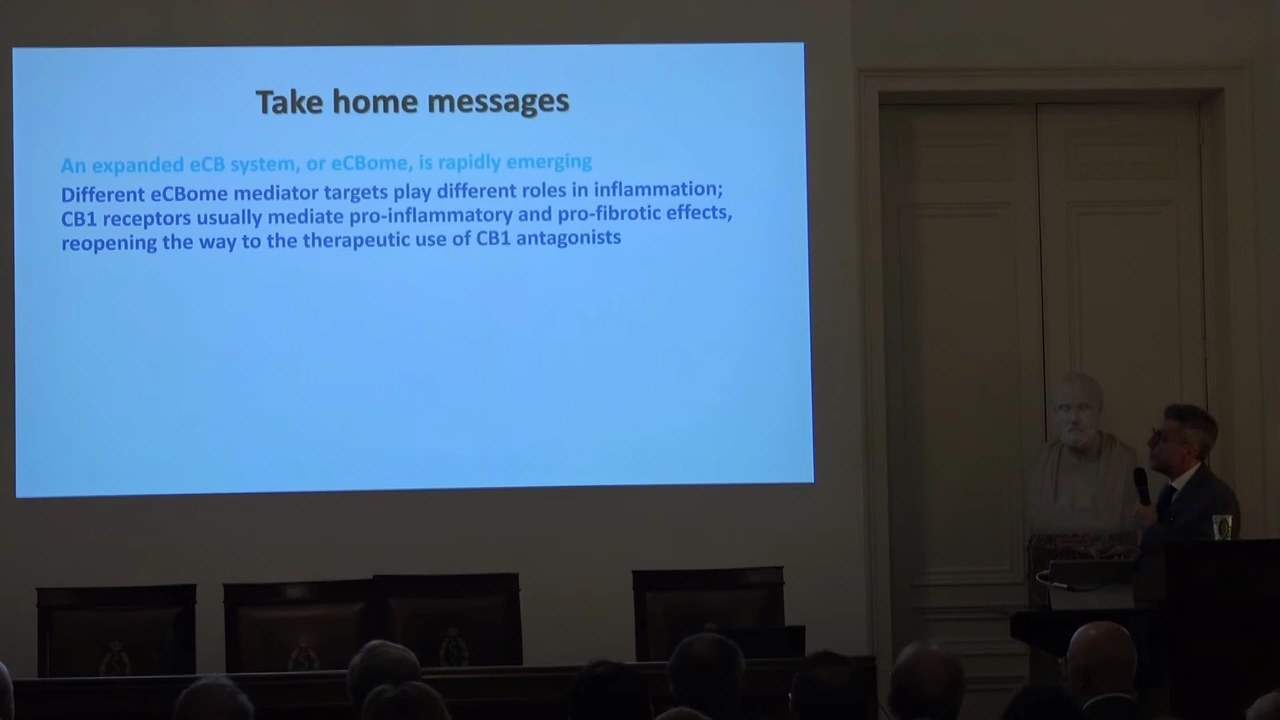 Take home messages
An expanded eCB system, or eCBome, is rapidly emerging
Different eCBome mediator targets play different roles in inflammation;
CB1 receptors usually mediate pro-inflammatory and pro-fibrotic effects,
reopening the way to the therapeutic use of CB1 antagonists